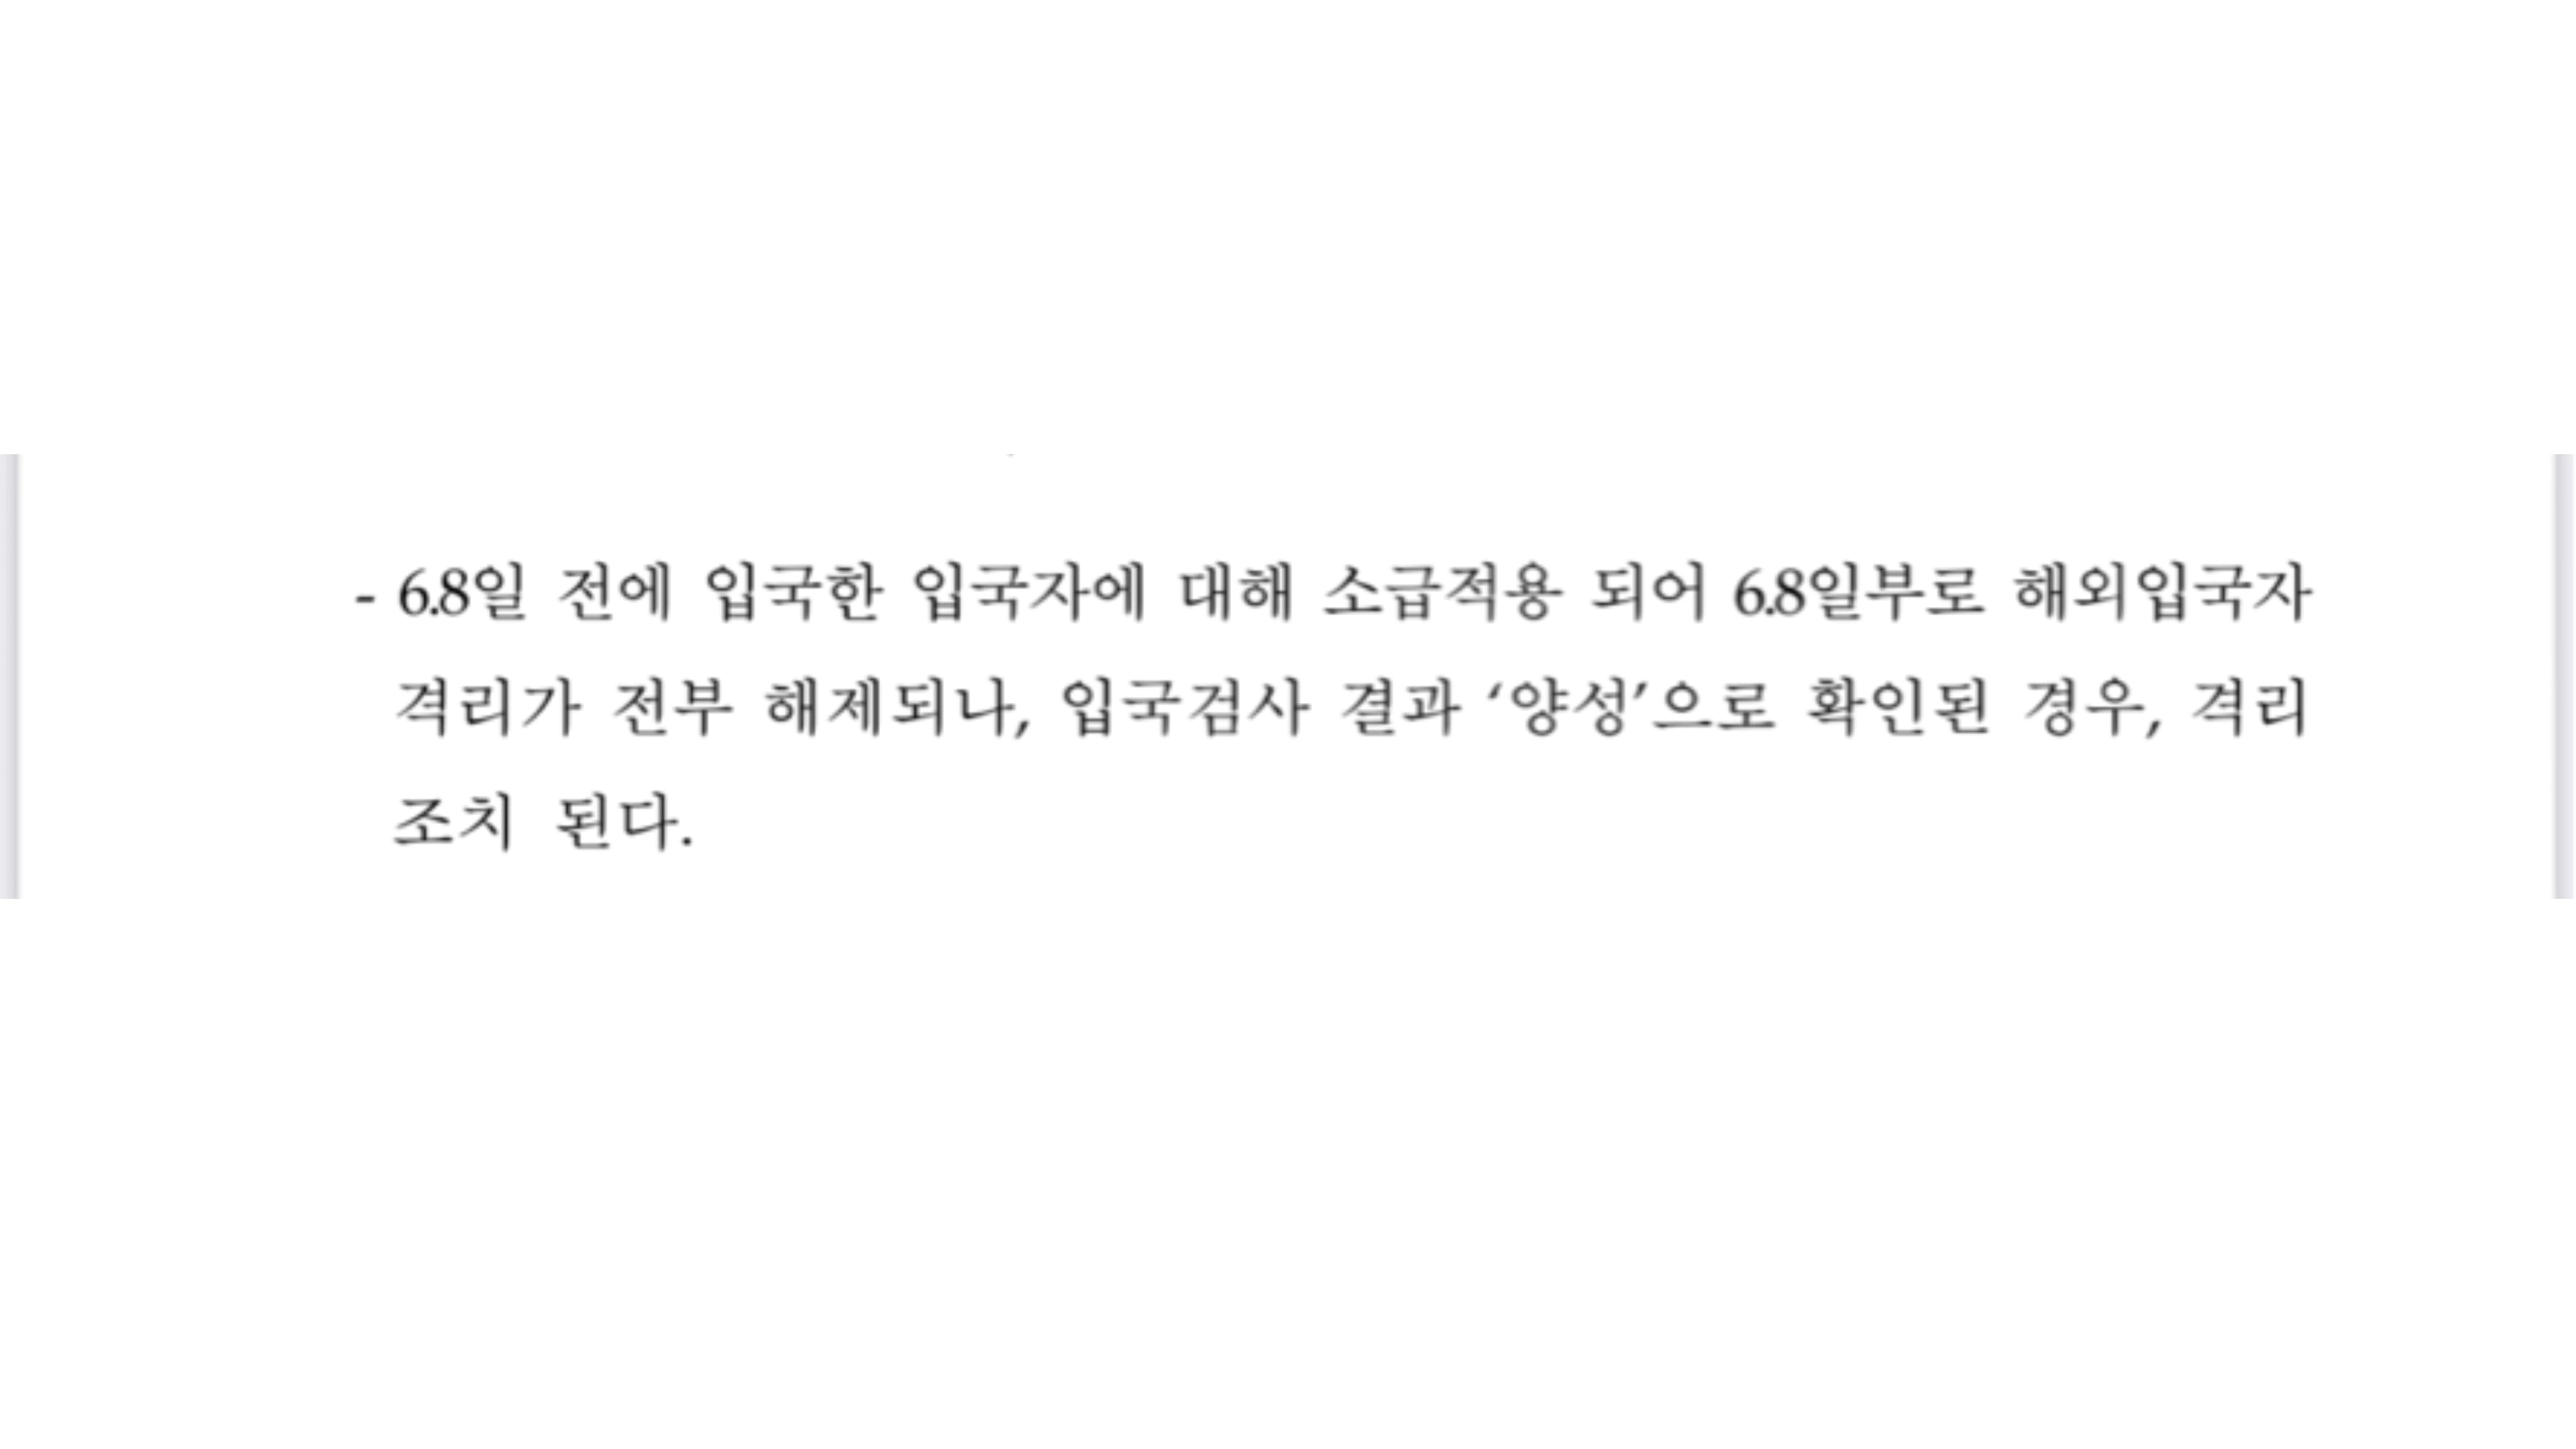 - 6.8일 전에 입국한 입국자에 대해 소급적용 되어 6.8일부로 해외입국자
격리가 전부 해제되나, 입국검사 결과 ‘양성’으로 확인된 경우, 격리
조치 된다.